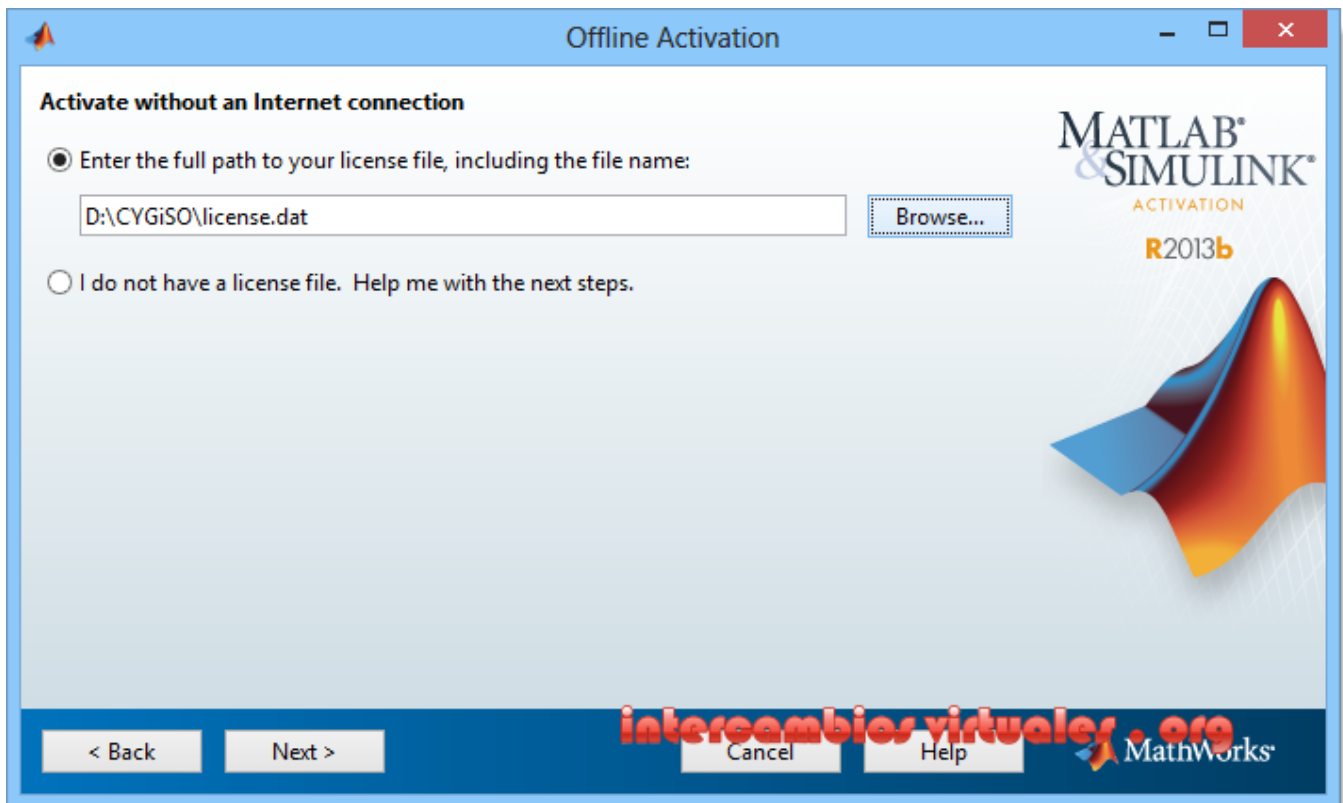 Offline Activation
Activate without an Internet connection
Enter the full path to your license file, including the file name:
D:\CYGiSO\license.dat
Browse...
I do not have a license file.  Help me with the next steps.
MATLAB®
&SIMULINK®
ACTIVATION
R2013b
< Back
Next >
Cancel
Help
MathWorks®
intercambios virtuales . org